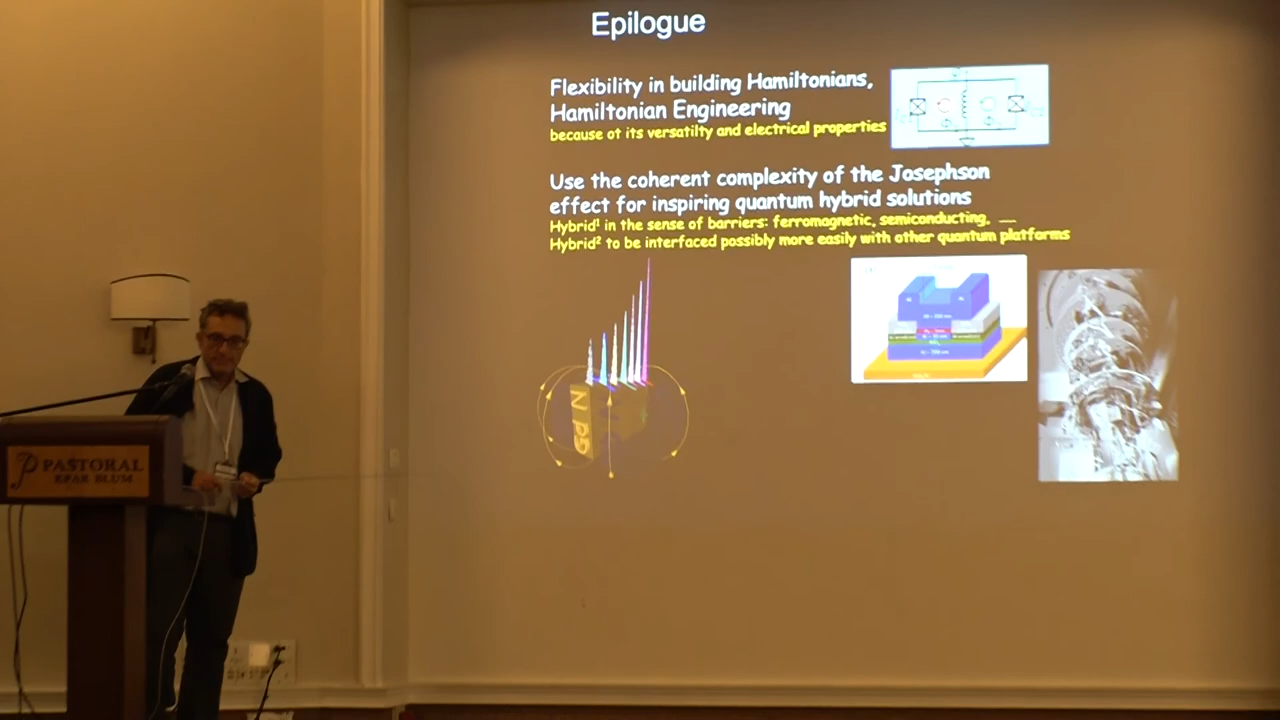 Epilogue
Flexibility in building Hamiltonians,
Hamiltonian Engineering
because ot its versatilty and electrical properties
Use the coherent complexity of the Josephson
effect for inspiring quantum hybrid solutions
Hybrid¹ in the sense of barriers: ferromagnetic, semiconducting, ....
Hybrid² to be interfaced possibly more easily with other quantum platforms
N
PASTORAL
KFAR BLUM